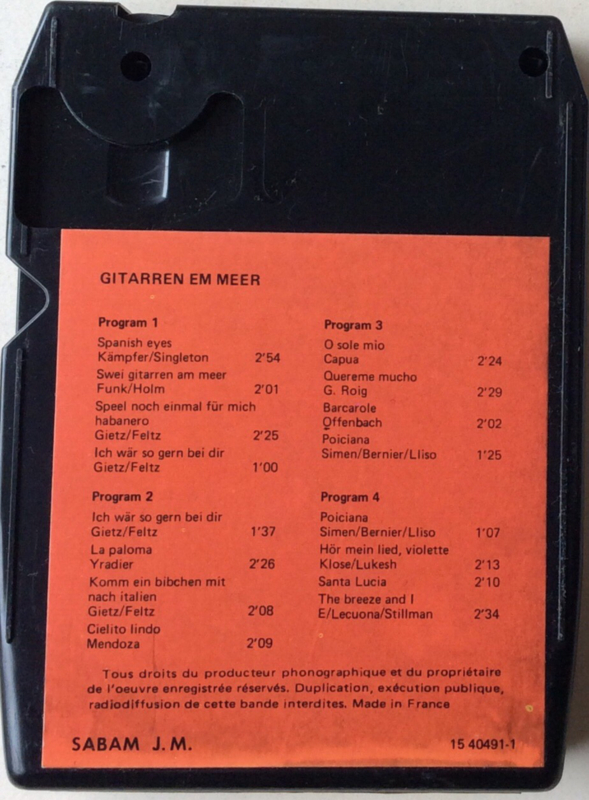 GITARREN EM MEER
Program 1
Spanish eyes
Kämpfer/Singleton 2'54
Swei gitarren am meer
Funk/Holm 2'01
Speel noch einmal für mich
habanero
Gietz/Feltz 2'25
Ich wär so gern bei dir
Gietz/Feltz 1'00
Program 2
Ich wär so gern bei dir
Gietz/Feltz 1'37
La paloma
Yradier 2'26
Komm ein bibchen mit
nach italien
Gietz/Feltz 2'08
Cielito lindo
Mendoza 2'09
Program 3
O sole mio
Capua 2'24
Quereme mucho
G. Roig 2'29
Barcarole
Offenbach 2'02
Poiciana
Simen/Bernier/Lliso 1'25
Program 4
Poiciana
Simen/Bernier/Lliso 1'07
Hör mein lied, violette
Klose/Lukesh 2'13
Santa Lucia 2'10
The breeze and I
E/Lecuona/Stillman 2'34
Tous droits du producteur phonographique et du propriétaire
de l'oeuvre enregistrée réservés. Duplication, exécution publique,
radiodiffusion de cette bande interdites. Made in France
SABAM J.M. 15 40491-1